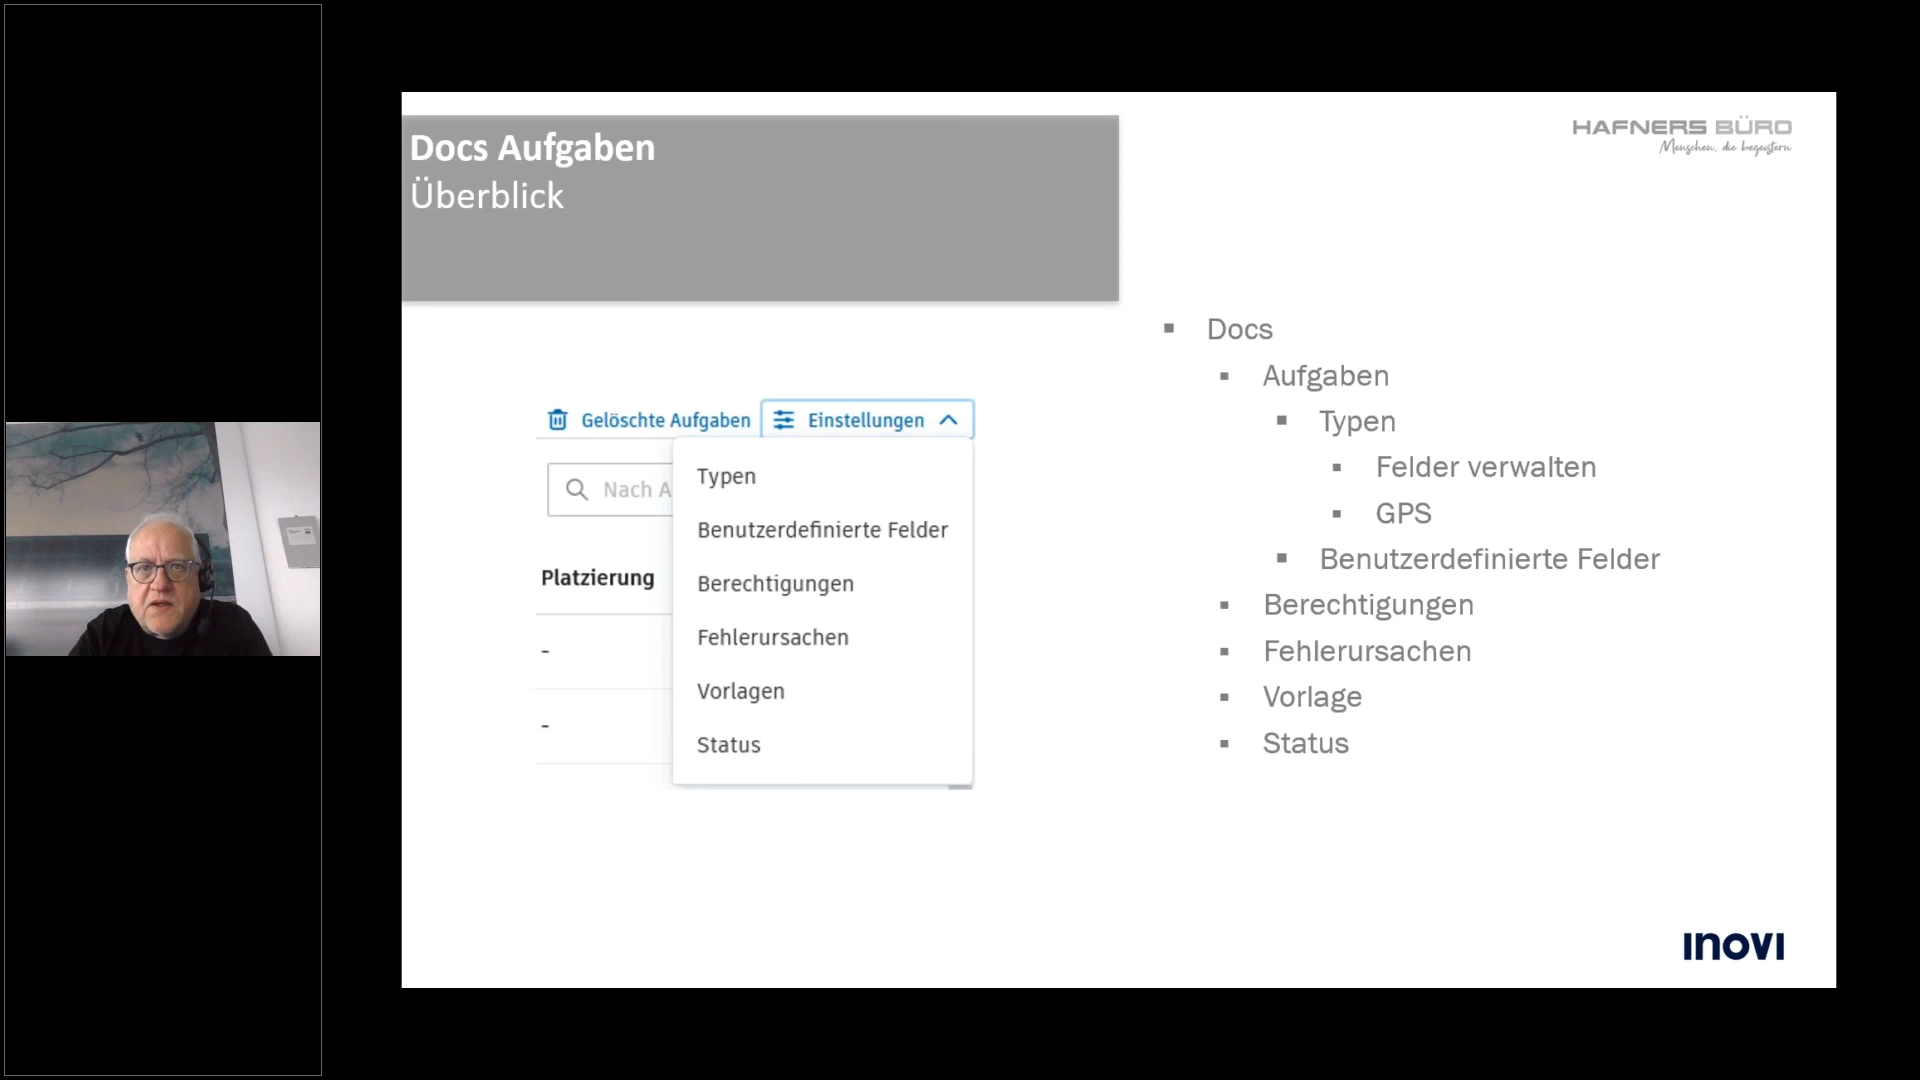 Docs Aufgaben
Überblick
HAFNERS BÜRO
Menschen, die begeistern
Gelöschte Aufgaben
Einstellungen
Nach A
Typen
Benutzerdefinierte Felder
Berechtigungen
Fehlerursachen
Vorlagen
Status
Platzierung
-
-
Docs
Aufgaben
Typen
Felder verwalten
GPS
Benutzerdefinierte Felder
Berechtigungen
Fehlerursachen
Vorlage
Status
INOVI